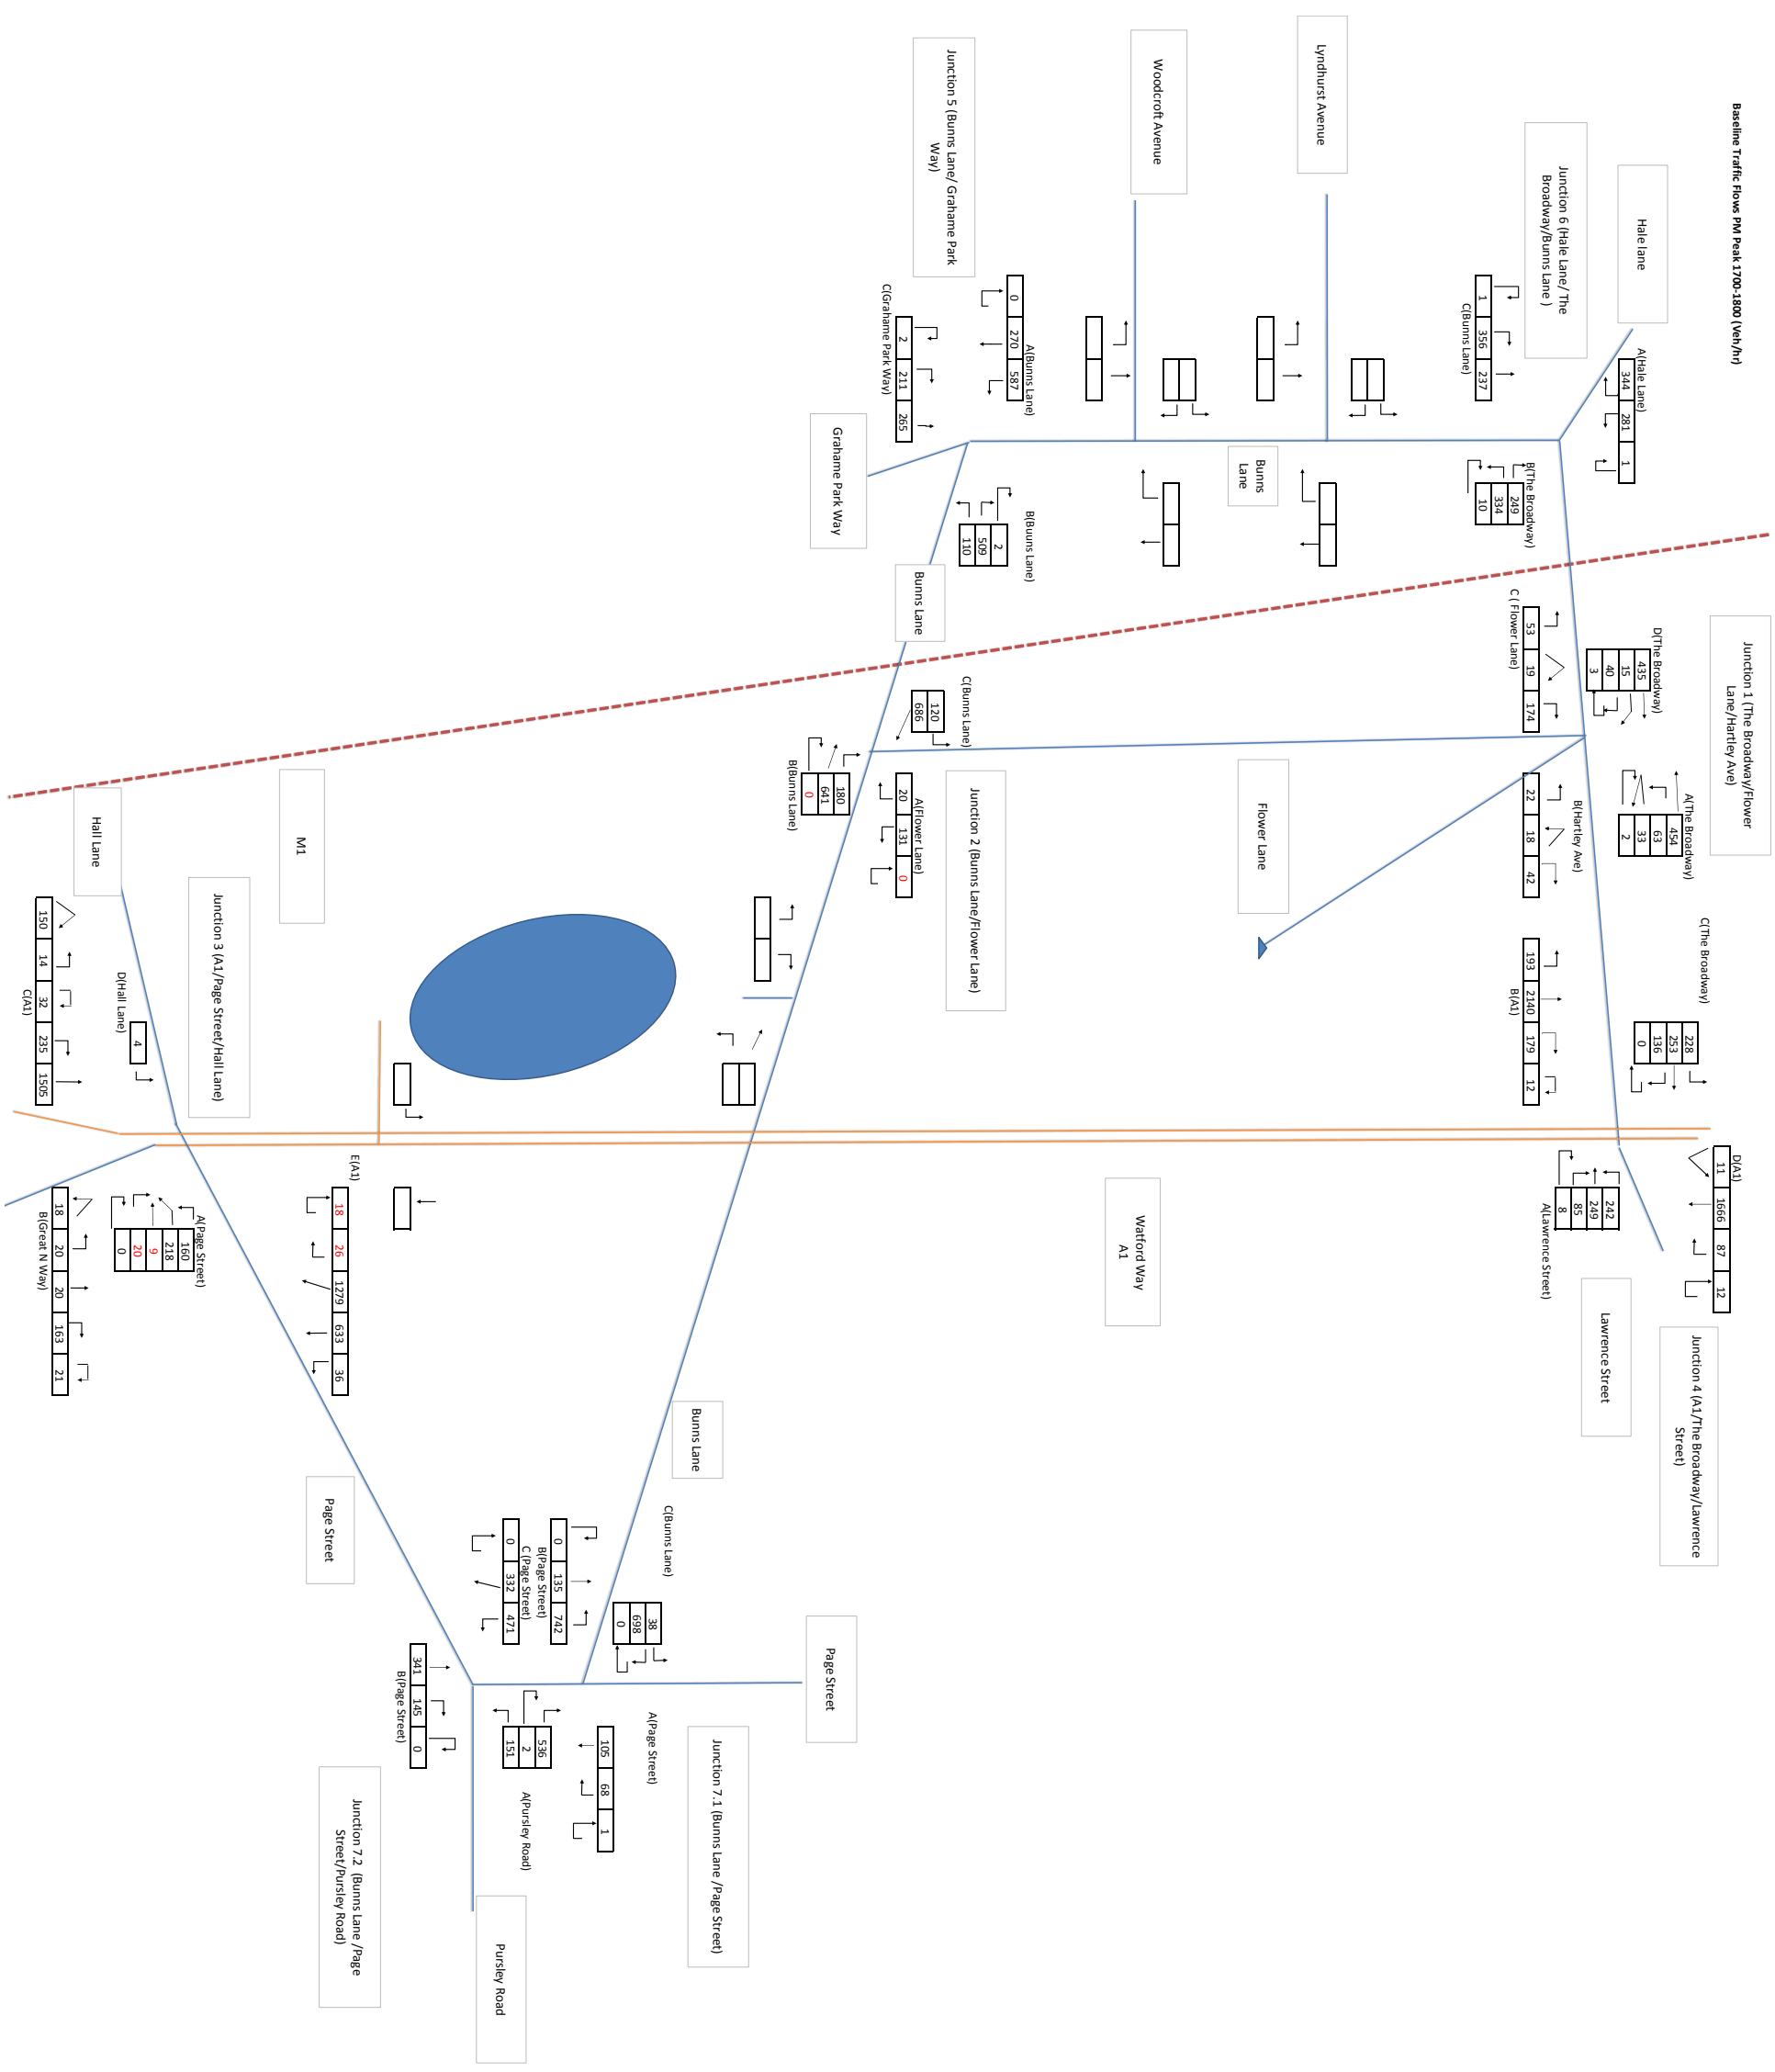 Baseline Traffic Flows PM Peak 1700-1800 (Veh/hr)
Hale lane
Junction 6 (Hale Lane/ The
Broadway/Bunns Lane )
A(Hale Lane)
344 281 1
B(The Broadway)
249
334
10
1 356 237
C(Bunns Lane)
Junction 1 (The Broadway/Flower
Lane/Hartley Ave)
D(The Broadway)
435
15
40
3
A(The Broadway)
454
63
33
2
53 19 174
C ( Flower Lane)
B(Hartley Ave)
22 18 42
C(The Broadway)
228
253
136
0
D(A1)
11 1666 87 12
193 2140 179 12
B(A1)
242
249
85
8
A(Lawrence Street)
Junction 4 (A1/The Broadway/Lawrence
Street)
Lawrence Street
Lyndhurst Avenue
Woodcroft Avenue
Bunns
Lane
Flower Lane
Watford Way
A1
Junction 5 (Bunns Lane/ Grahame Park
Way)
A(Bunns Lane)
0 270 587
B(Buuns Lane)
2
509
110
C(Grahame Park Way)
2 211 265
Grahame Park Way
Bunns Lane
Junction 2 (Bunns Lane/Flower Lane)
C(Bunns Lane)
120
686
A(Flower Lane)
20 131 0
180
641
0
B(Bunns Lane)
Page Street
Junction 7.1 (Bunns Lane /Page Street)
Bunns Lane
C(Bunns Lane)
38
698
0
A(Page Street)
105 68 1
0 135 742
B(Page Street)
0 332 471
C (Page Street)
536
2
151
A(Pursley Road)
Pursley Road
341 145 0
B(Page Street)
Junction 7.2 (Bunns Lane /Page
Street/Pursley Road)
M1
Page Street
E(A1)
18 26 1279 633 36
Junction 3 (A1/Page Street/Hall Lane)
Hall Lane
A(Page Street)
160
218
9
20
0
D(Hall Lane)
4
150 14 32 235 1505
C(A1)
18 20 20 163 21
B(Great N Way)